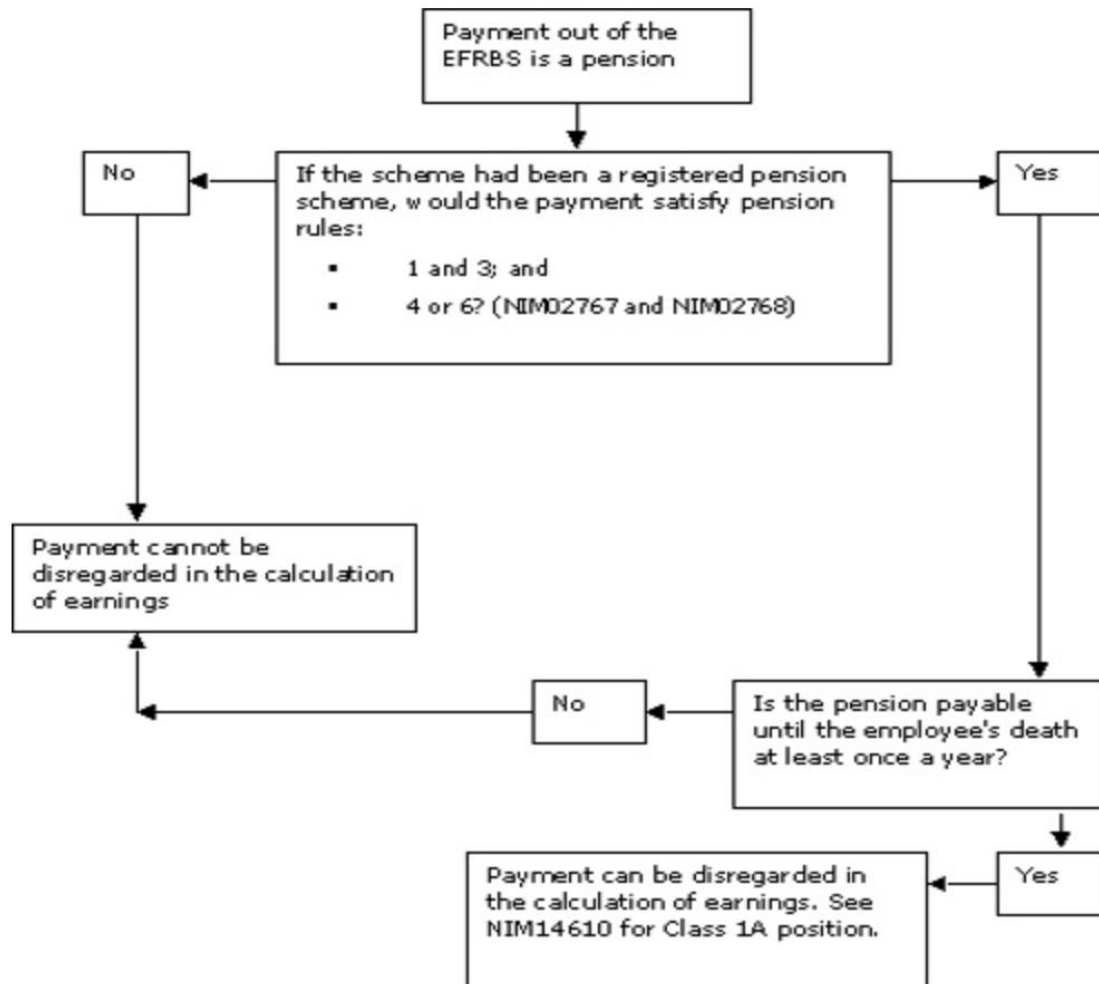 Payment out of the
EFRBS is a pension
No
If the scheme had been a registered pension
scheme, would the payment satisfy pension
rules:
▪ 1 and 3; and
▪ 4 or 6? (NIM02767 and NIM02768)
Yes
Payment cannot be
disregarded in the calculation
of earnings
No
Is the pension payable
until the employee's death
at least once a year?
Payment can be disregarded in
the calculation of earnings. See
NIM14610 for Class 1A position.
Yes